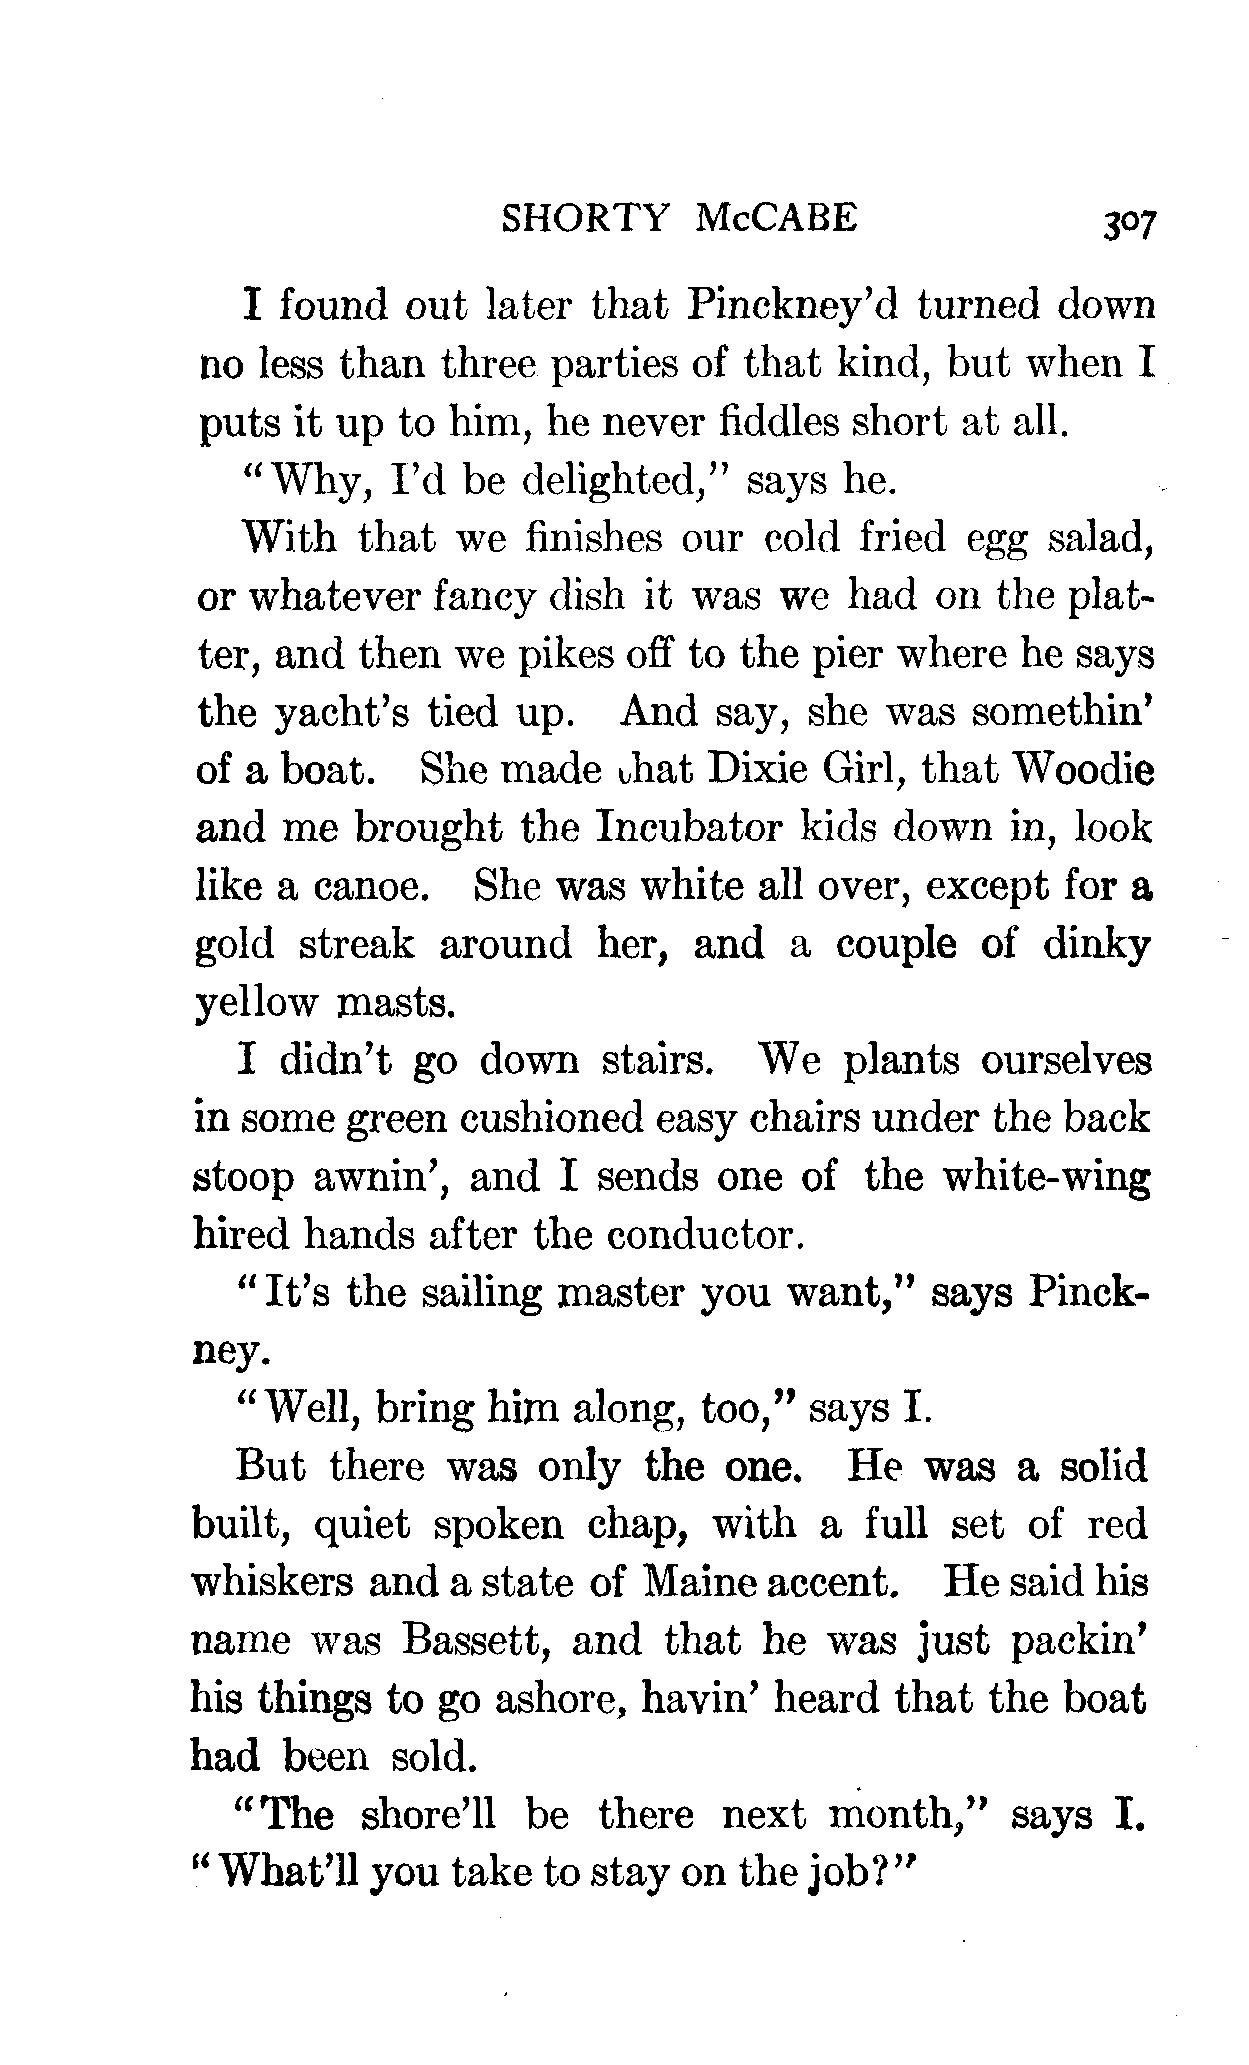 SHORTY McCABE 307
I found out later that Pinckney'd turned down
no less than three parties of that kind, but when I
puts it up to him, he never fiddles short at all.
"Why, I'd be delighted," says he.
With that we finishes our cold fried egg salad,
or whatever fancy dish it was we had on the plat-
ter, and then we pikes off to the pier where he says
the yacht's tied up. And say, she was somethin'
of a boat. She made that Dixie Girl, that Woodie
and me brought the Incubator kids down in, look
like a canoe. She was white all over, except for a
gold streak around her, and a couple of dinky
yellow masts.
I didn't go down stairs. We plants ourselves
in some green cushioned easy chairs under the back
stoop awnin', and I sends one of the white-wing
hired hands after the conductor.
"It's the sailing master you want," says Pinck-
ney.
"Well, bring him along, too," says I.
But there was only the one. He was a solid
built, quiet spoken chap, with a full set of red
whiskers and a state of Maine accent. He said his
name was Bassett, and that he was just packin'
his things to go ashore, havin' heard that the boat
had been sold.
"The shore'll be there next month," says I.
"What'll you take to stay on the job?"